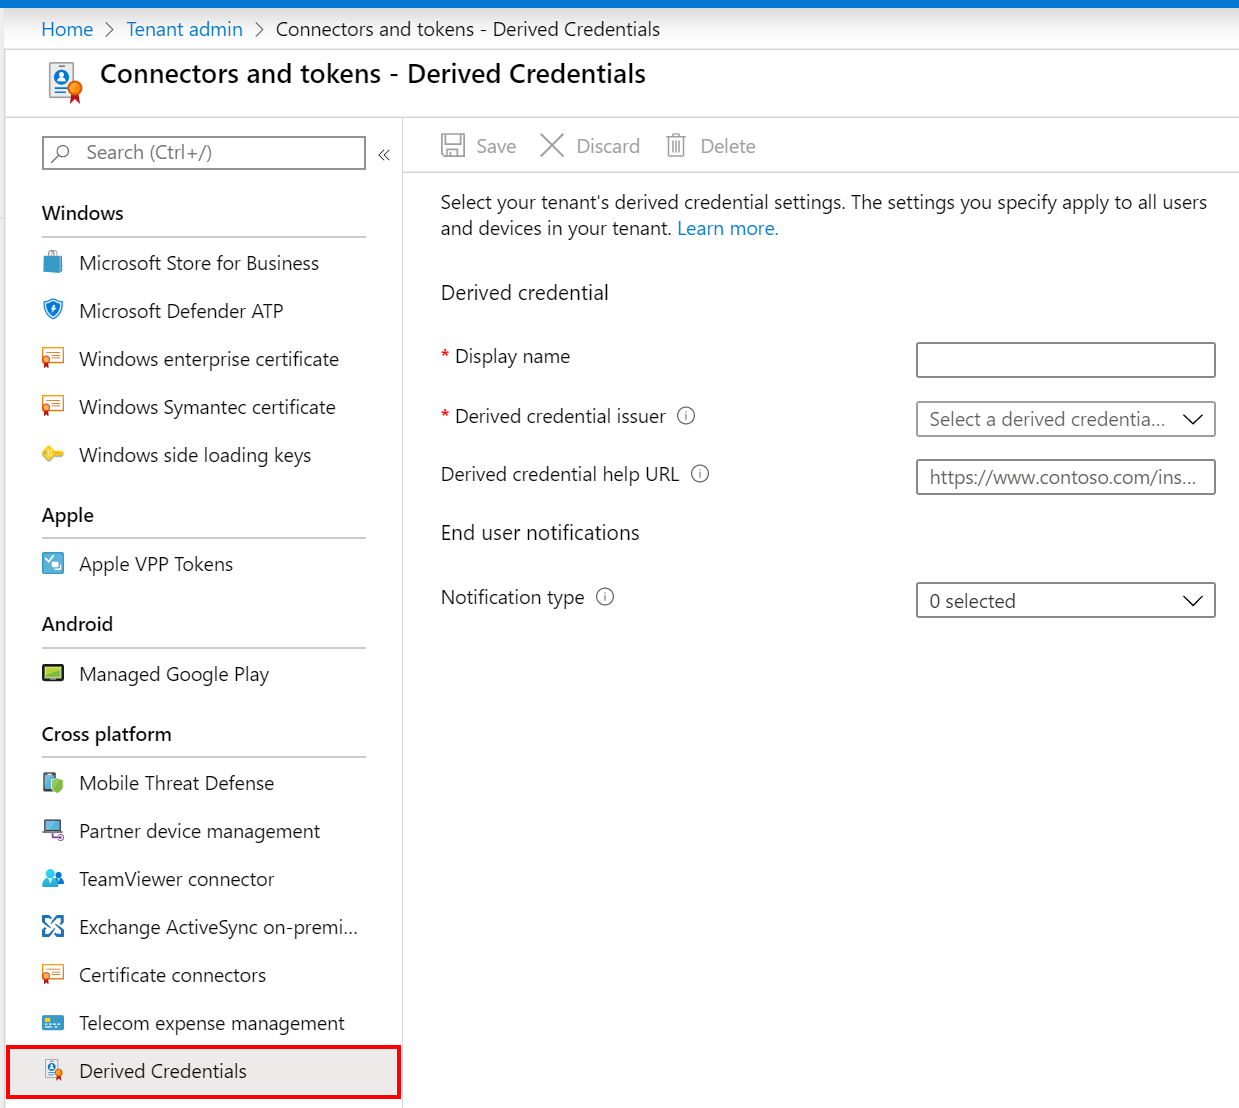 Home > Tenant admin > Connectors and tokens - Derived Credentials
Connectors and tokens - Derived Credentials
Search (Ctrl+/)
«
Windows
Microsoft Store for Business
Microsoft Defender ATP
Windows enterprise certificate
Windows Symantec certificate
Windows side loading keys
Apple
Apple VPP Tokens
Android
Managed Google Play
Cross platform
Mobile Threat Defense
Partner device management
TeamViewer connector
Exchange ActiveSync on-premi...
Certificate connectors
Telecom expense management
Derived Credentials
Save Discard Delete
Select your tenant's derived credential settings. The settings you specify apply to all users
and devices in your tenant. Learn more.
Derived credential
* Display name
* Derived credential issuer
Select a derived credentia...
Derived credential help URL
https://www.contoso.com/ins...
End user notifications
Notification type
0 selected